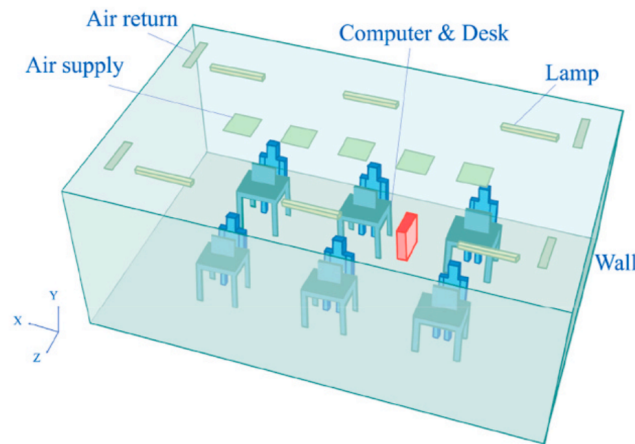 Air return
Computer & Desk
Air supply
Lamp
Wall
Y
X
Z